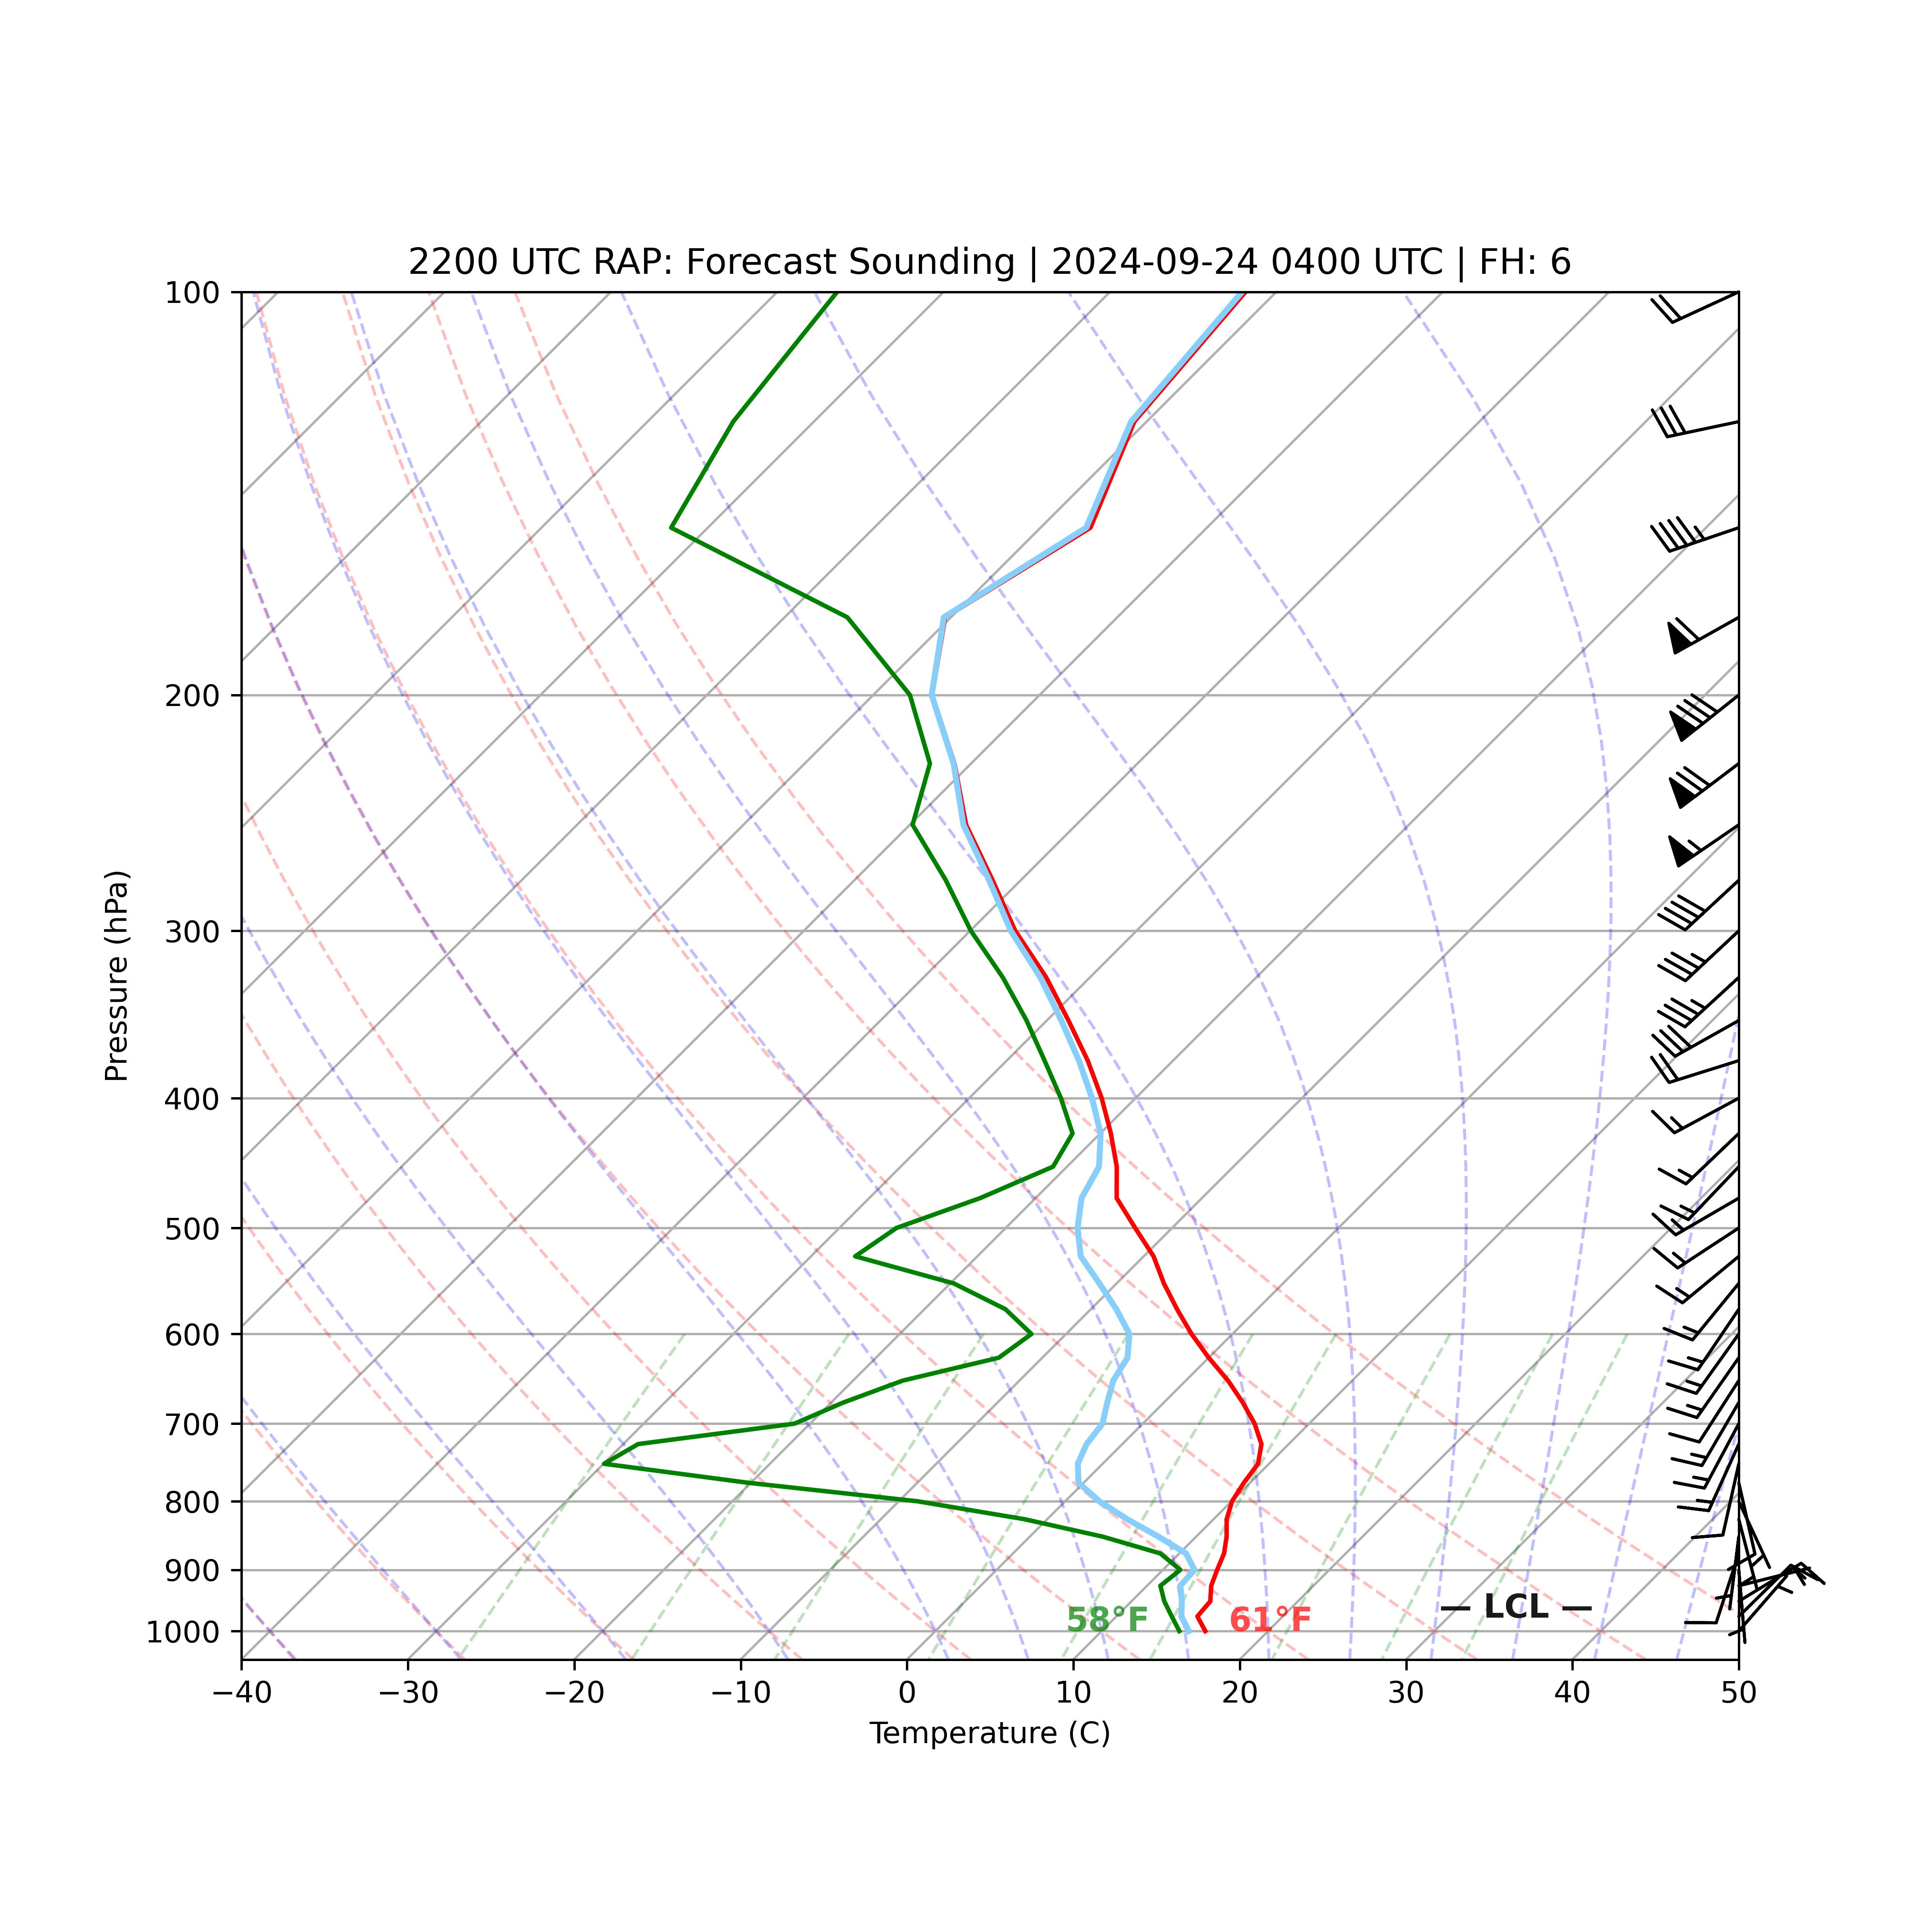 2200 UTC RAP: Forecast Sounding | 2024-09-24 0400 UTC | FH: 6
100
200
300
400
500
600
700
800
900
1000
Pressure (hPa)
58°F
61°F
— LCL —
−40 −30 −20 −10 0 10 20 30 40 50
Temperature (C)